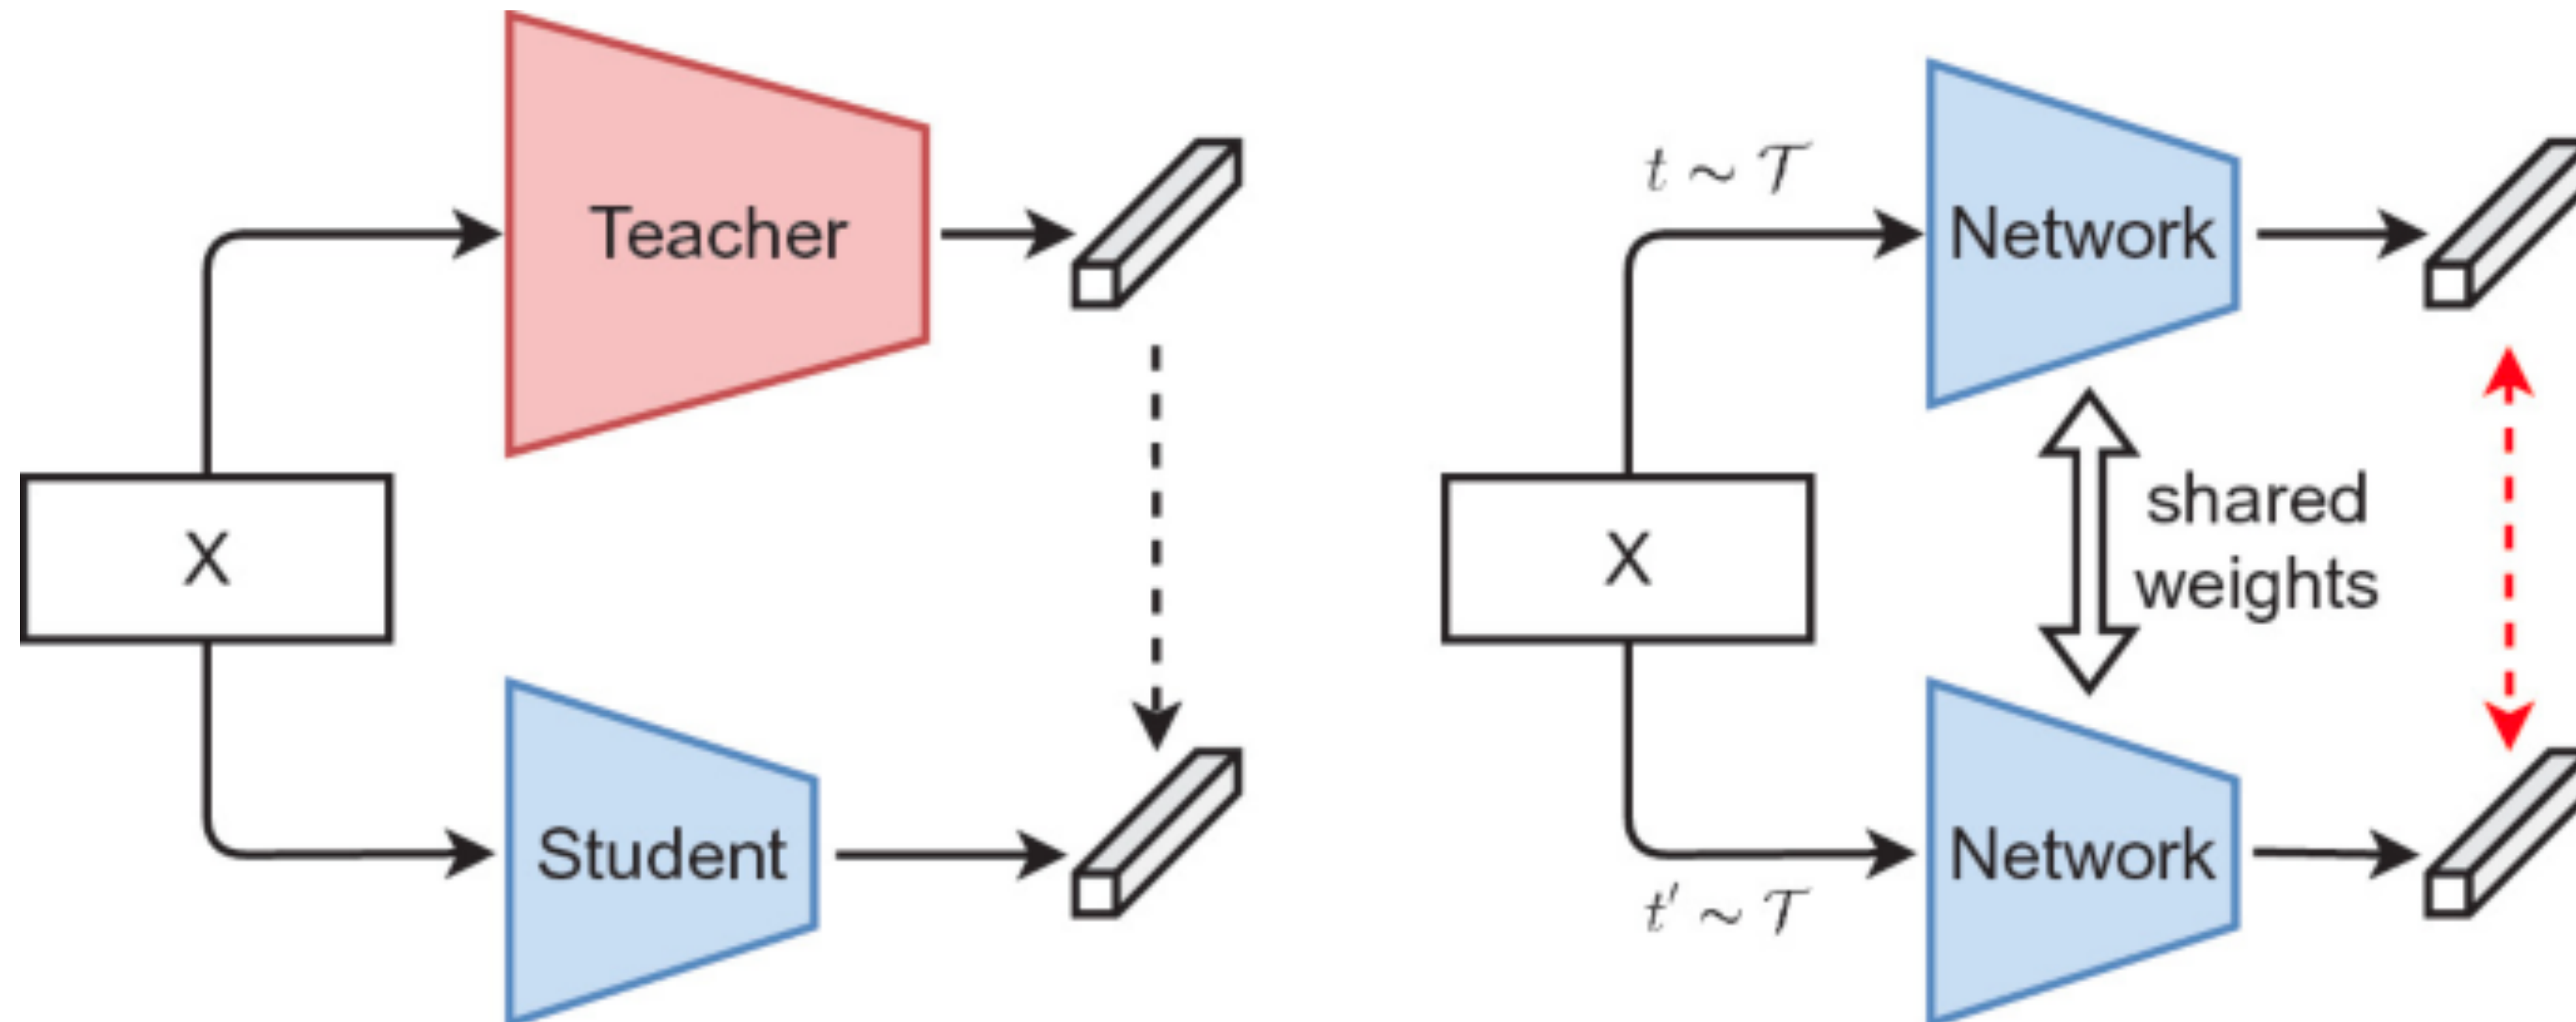 Teacher
X
Student
t ~ 𝒯
Network
X
shared
weights
Network
t′ ~ 𝒯